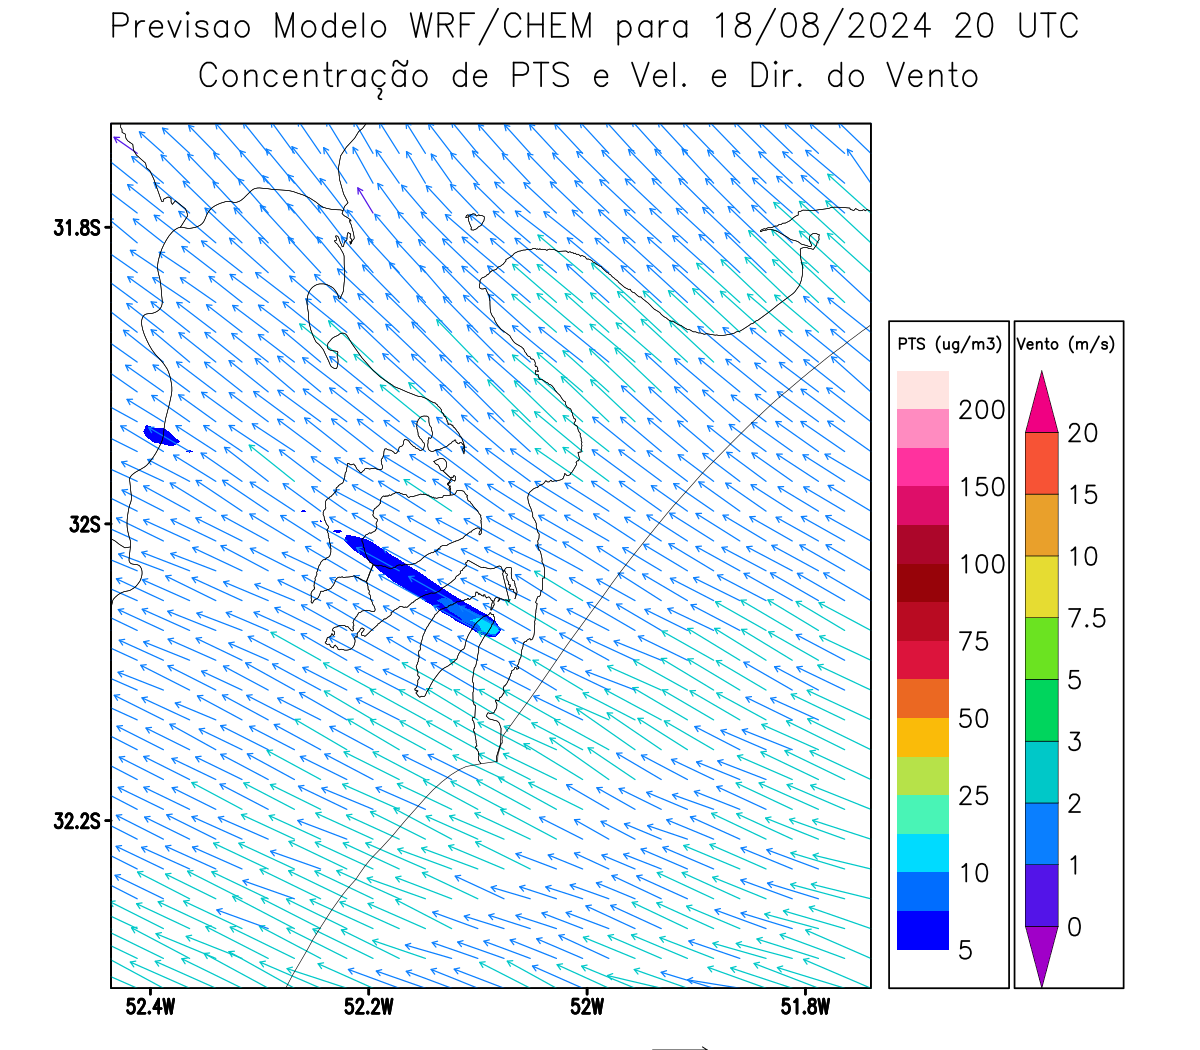 Previsao Modelo WRF/CHEM para 18/08/2024 20 UTC
Concentração de PTS e Vel. e Dir. do Vento
31.8S
32S
32.2S
52.4W 52.2W 52W 51.8W
PTS (ug/m3)
200
150
100
75
50
25
10
5
Vento (m/s)
20
15
10
7.5
5
3
2
1
0